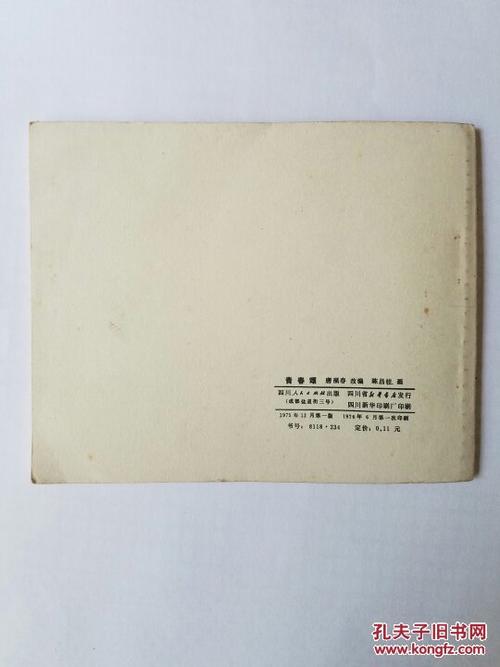 青春颂 唐福春 改编 陈昌柱 画
四川人民出版社出版 四川省新华书店发行
(成都盐道街三号) 四川新华印刷厂印刷
1975年12月第一版 1976年6月第一次印刷
书号：8118·234 定价：0.11元
孔夫子旧书网
kongfz.com